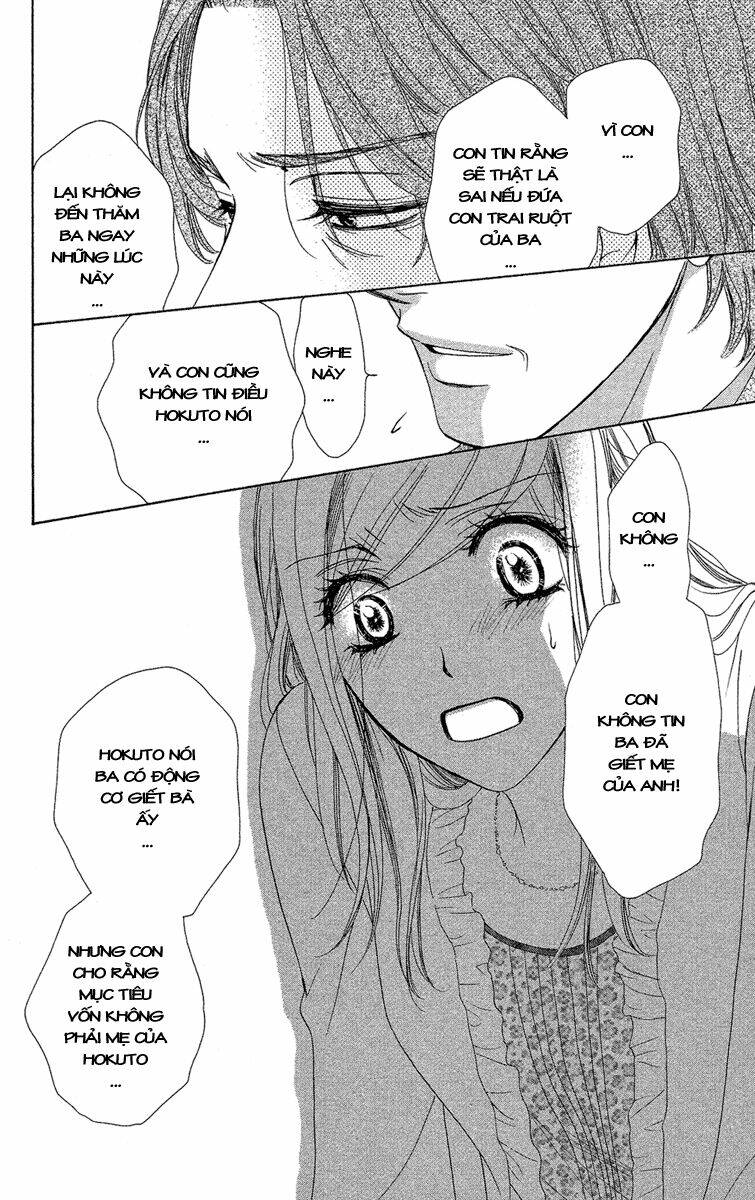 VÌ CON
...
CON TIN RẰNG
SẼ THẬT LÀ
SAI NẾU ĐỨA
CON TRAI RUỘT
CỦA BA
...
LẠI KHÔNG
ĐẾN THĂM
BA NGAY
NHỮNG LÚC
NÀY
...
NGHE
NÀY
...
VÀ CON CŨNG
KHÔNG TIN ĐIỀU
HOKUTO NÓI
...
CON
KHÔNG
...
CON
KHÔNG TIN
BA ĐÃ
GIẾT MẸ
CỦA ANH!
HOKUTO NÓI
BA CÓ ĐỘNG
CƠ GIẾT BÀ
ẤY
...
NHƯNG CON
CHO RẰNG
MỤC TIÊU
VỐN KHÔNG
PHẢI MẸ CỦA
HOKUTO
...